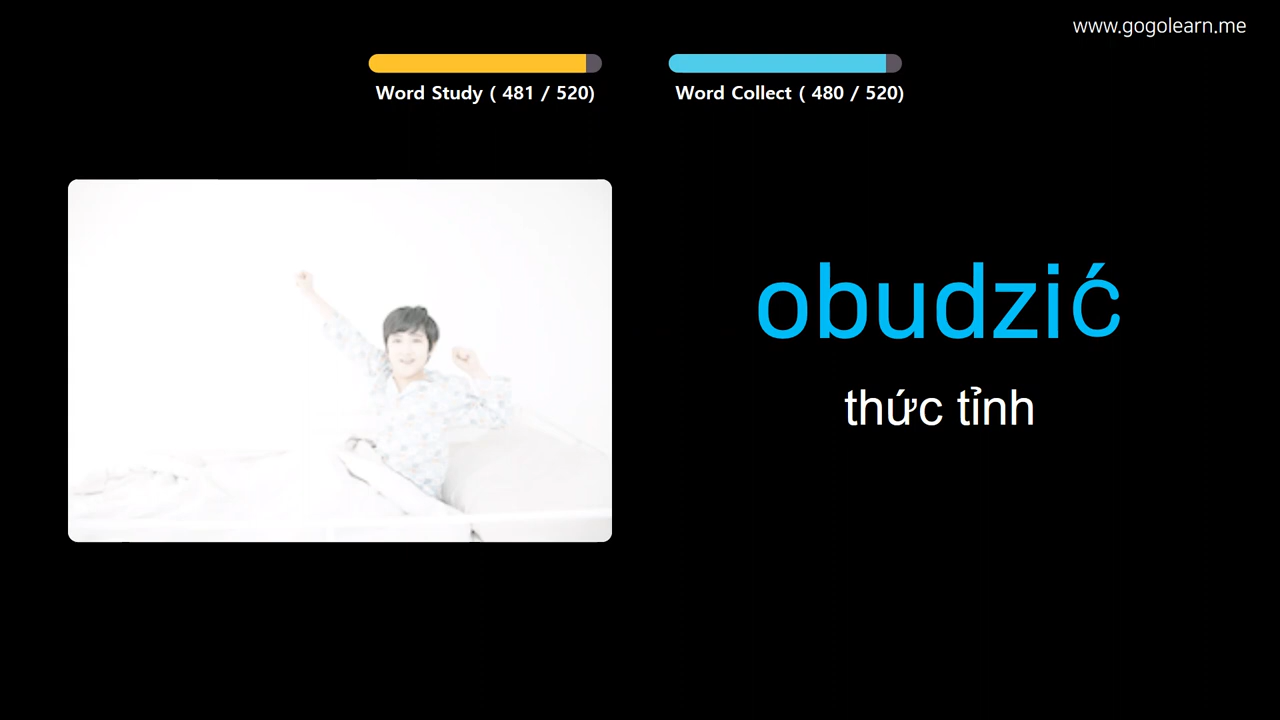 www.gogolearn.me
Word Study ( 481 / 520)
Word Collect ( 480 / 520)
obudzić
thức tỉnh